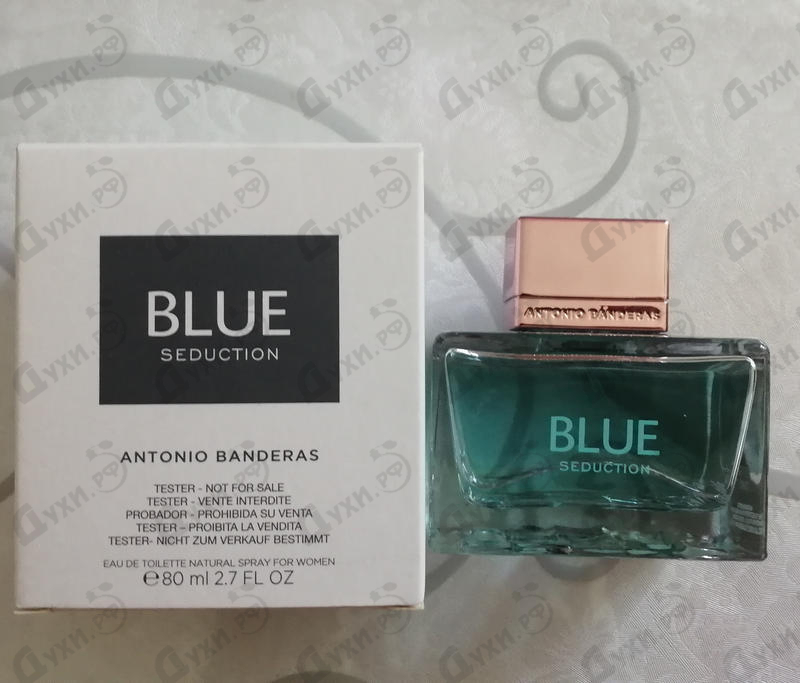 BLUE
SEDUCTION
ANTONIO BANDERAS
TESTER - NOT FOR SALE
TESTER - VENTE INTERDITE
PROBADOR - PROHIBIDA SU VENTA
TESTER – PROIBITA LA VENDITA
TESTER- NICHT ZUM VERKAUF BESTIMMT
EAU DE TOILETTE NATURAL SPRAY FOR WOMEN
℮80 ml 2.7 FL OZ
ANTONIO BANDERAS
BLUE
SEDUCTION
Духи.РФ